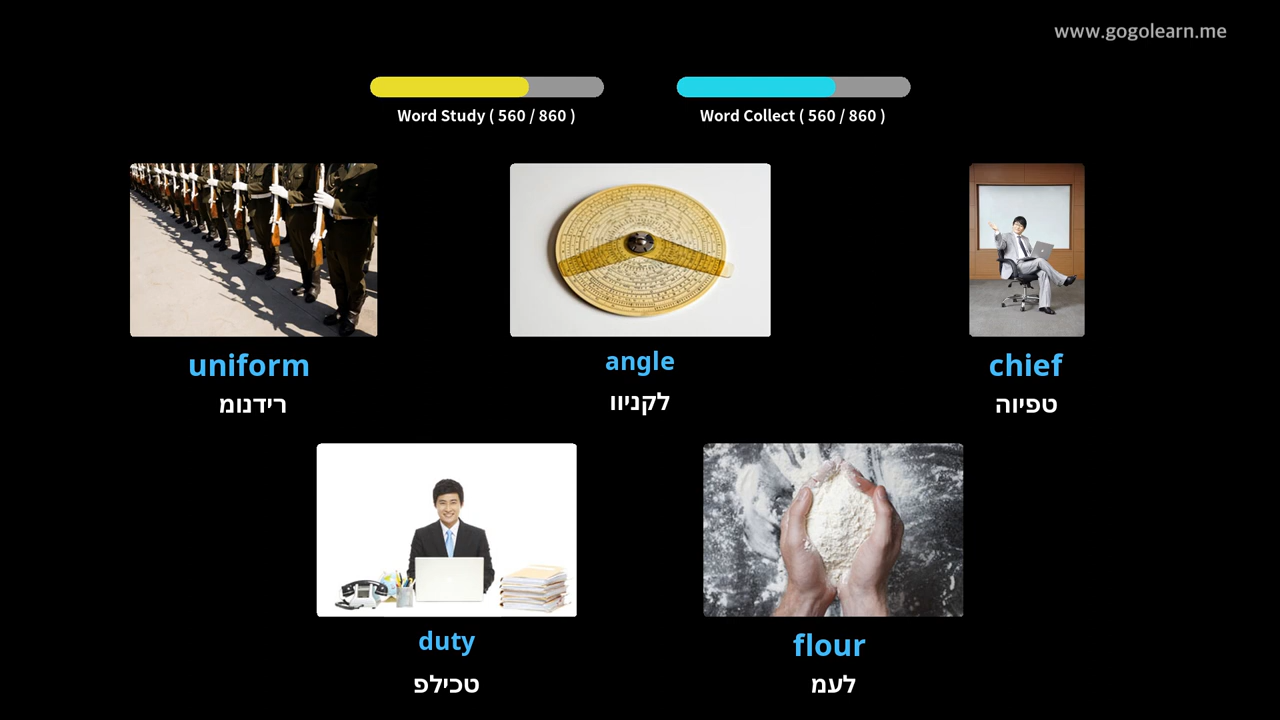 www.gogolearn.me
Word Study ( 560 / 860 )
Word Collect ( 560 / 860 )
uniform
רידנומ
angle
לקניוו
chief
טפיוה
duty
טכילפ
flour
לעמ